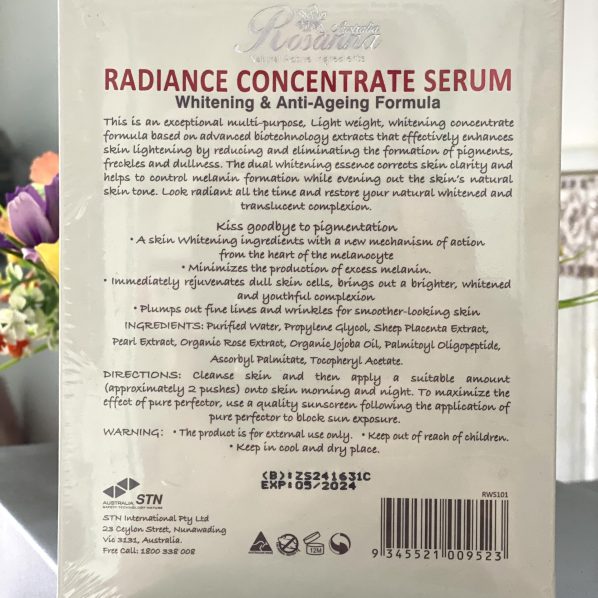 Australia
Rosanna
Natural Active Ingredients
RADIANCE CONCENTRATE SERUM
Whitening & Anti-Ageing Formula
This is an exceptional multi-purpose, Light weight, whitening concentrate
formula based on advanced biotechnology extracts that effectively enhances
skin lightening by reducing and eliminating the formation of pigments,
freckles and dullness. The dual whitening essence corrects skin clarity and
helps to control melanin formation while evening out the skin's natural
skin tone. Look radiant all the time and restore your natural whitened and
translucent complexion.
Kiss goodbye to pigmentation
• A skin Whitening ingredients with a new mechanism of action
from the heart of the melanocyte
• Minimizes the production of excess melanin.
• Immediately rejuvenates dull skin cells, brings out a brighter, whitened
and youthful complexion
• Plumps out fine lines and wrinkles for smoother-looking skin
INGREDIENTS: Purified Water, Propylene Glycol, Sheep Placenta Extract,
Pearl Extract, Organic Rose Extract, Organic Jojoba Oil, Palmitoyl Oligopeptide,
Ascorbyl Palmitate, Tocopheryl Acetate.
DIRECTIONS: Cleanse skin and then apply a suitable amount
(approximately 2 pushes) onto skin morning and night. To maximize the
effect of pure perfector, use a quality sunscreen following the application of
pure perfector to block sun exposure.
WARNING: • The product is for external use only. • Keep out of reach of children.
• Keep in cool and dry place.
(B):ZS241631C
EXP:05/2024
RWS101
AUSTRALIA STN
SAFETY TECHNOLOGY NATURE
STN International Pty Ltd
23 Ceylon Street, Nunawading
Vic 3131, Australia.
Free Call: 1800 338 008
12M
9 345521 009523